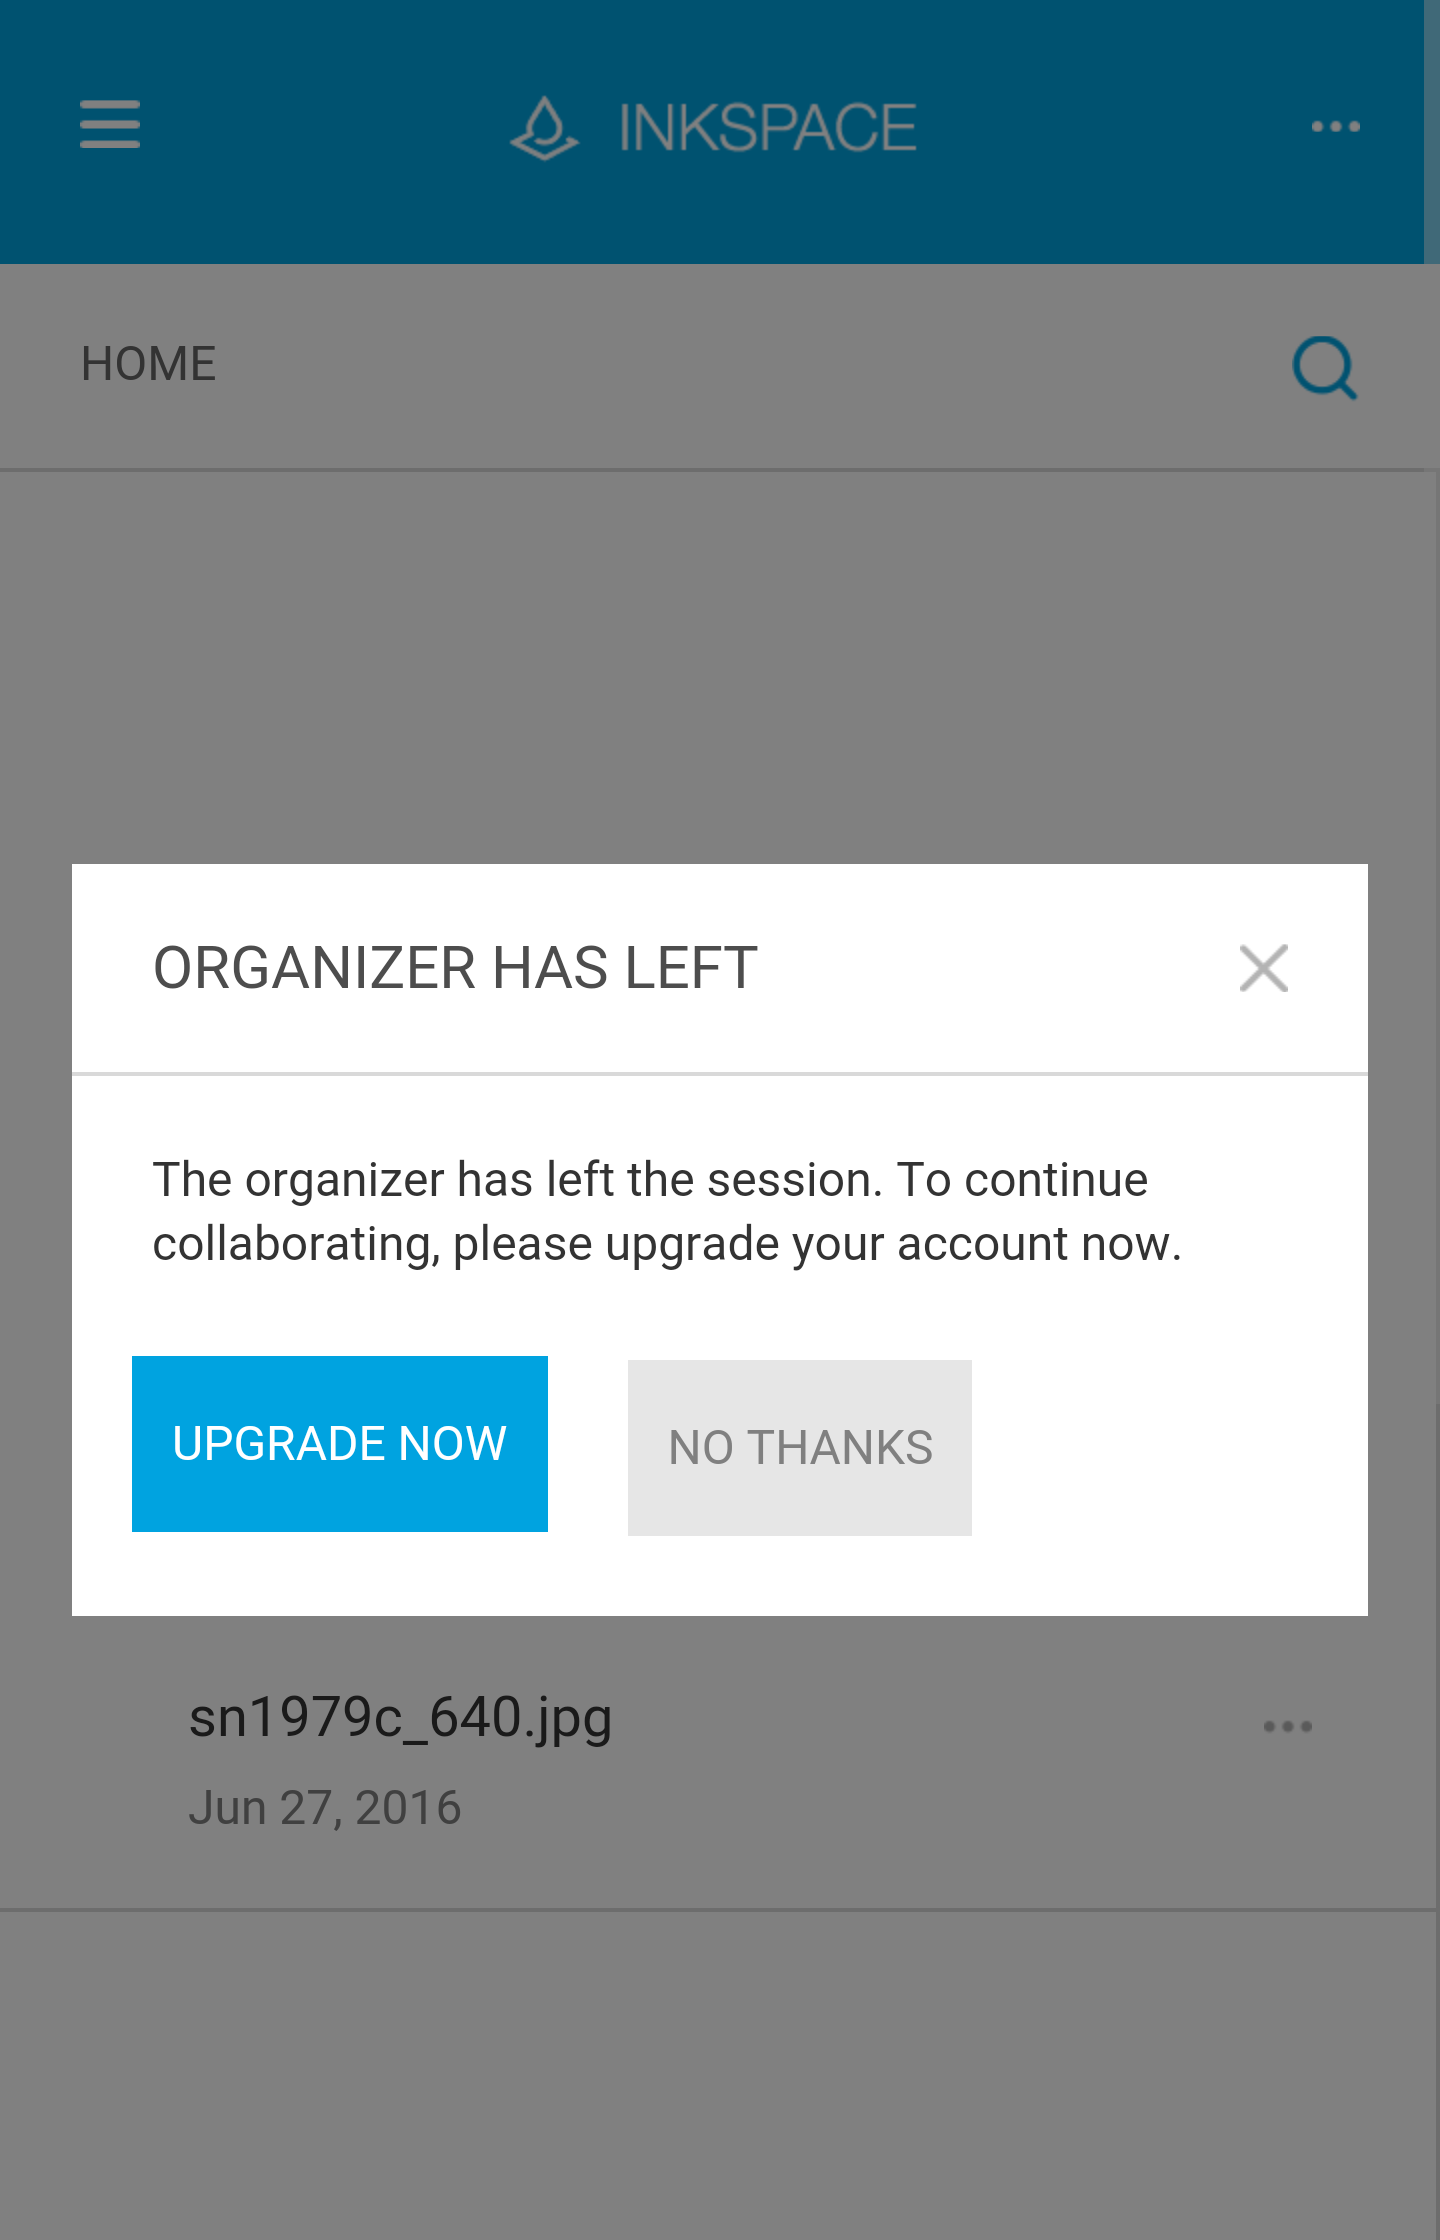 INKSPACE
HOME
ORGANIZER HAS LEFT
The organizer has left the session. To continue
collaborating, please upgrade your account now.
UPGRADE NOW
NO THANKS
sn1979c_640.jpg
Jun 27, 2016